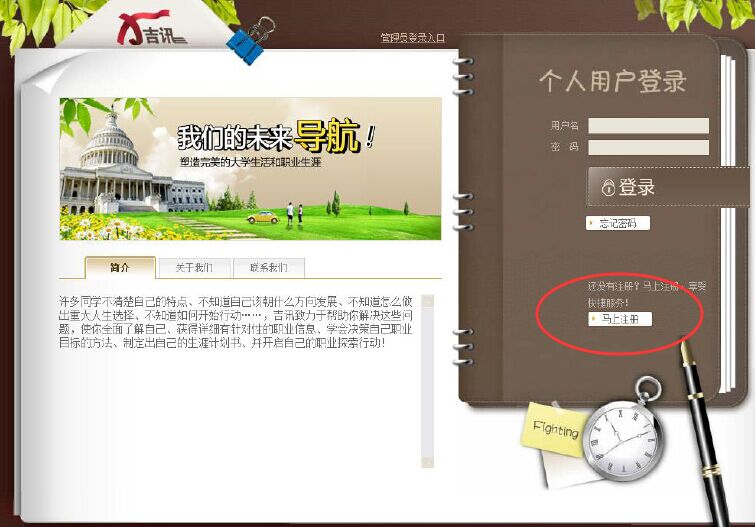 吉讯
管理员登录入口
个人用户登录
我们的未来导航！
塑造完美的大学生活和职业生涯
用户名
密 码
登录
忘记密码
简介
关于我们
联系我们
还没有注册？马上注册，享受
快捷服务！
马上注册
许多同学不清楚自己的特点、不知道自己该朝什么方向发展、不知道怎么做
出重大人生选择、不知道如何开始行动……，吉讯致力于帮助你解决这些问
题，使你全面了解自己、获得详细有针对性的职业信息、学会决策自己职业
目标的方法、制定出自己的生涯计划书、并开启自己的职业探索行动！
Fighting